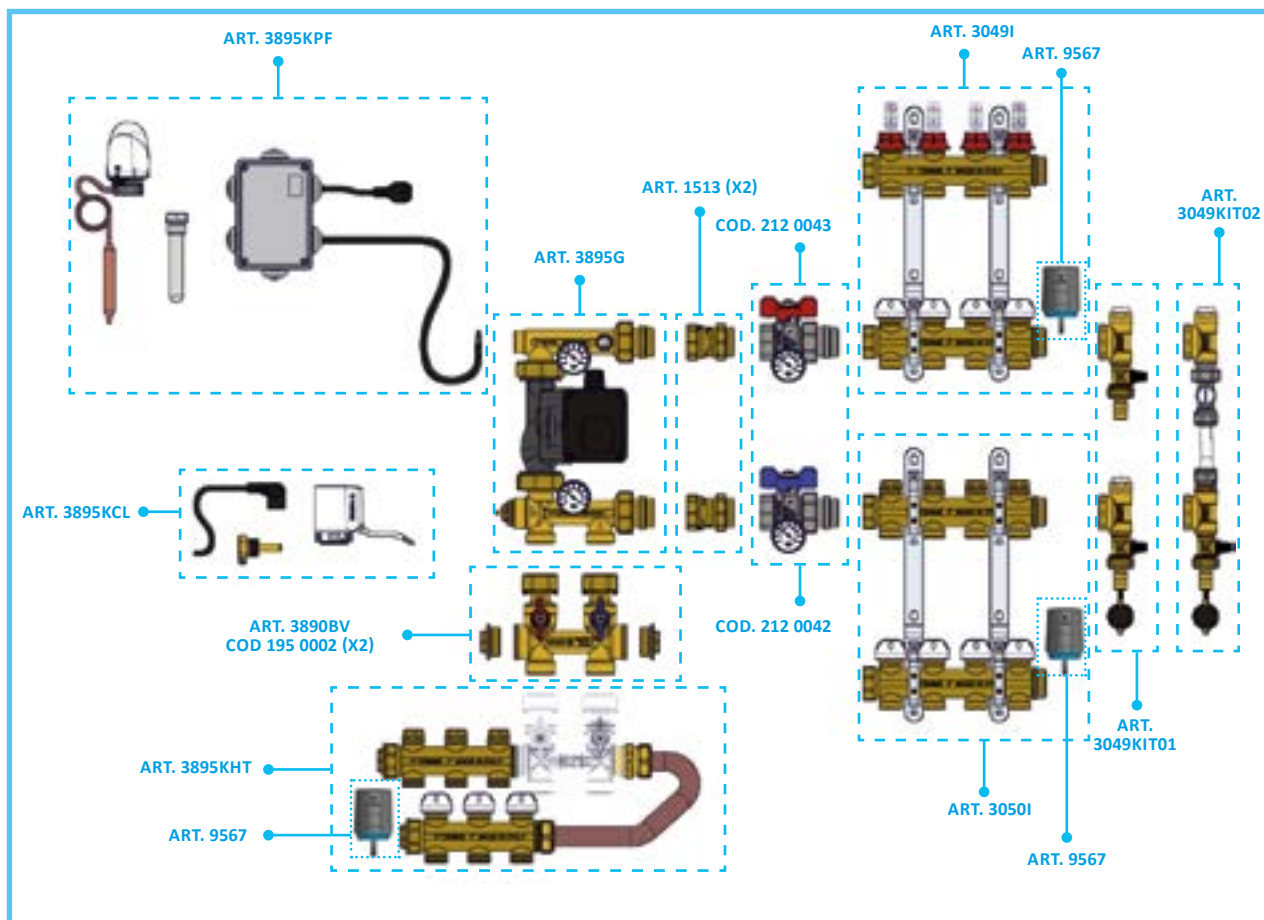 ART. 3895KPF
ART. 3049I
ART. 9567
ART. 1513 (X2)
ART.
3049KIT02
COD. 212 0043
ART. 3895G
ART. 3895KCL
ART. 3890BV
COD 195 0002 (X2)
COD. 212 0042
ART.
3049KIT01
ART. 3895KHT
ART. 3050I
ART. 9567
ART. 9567